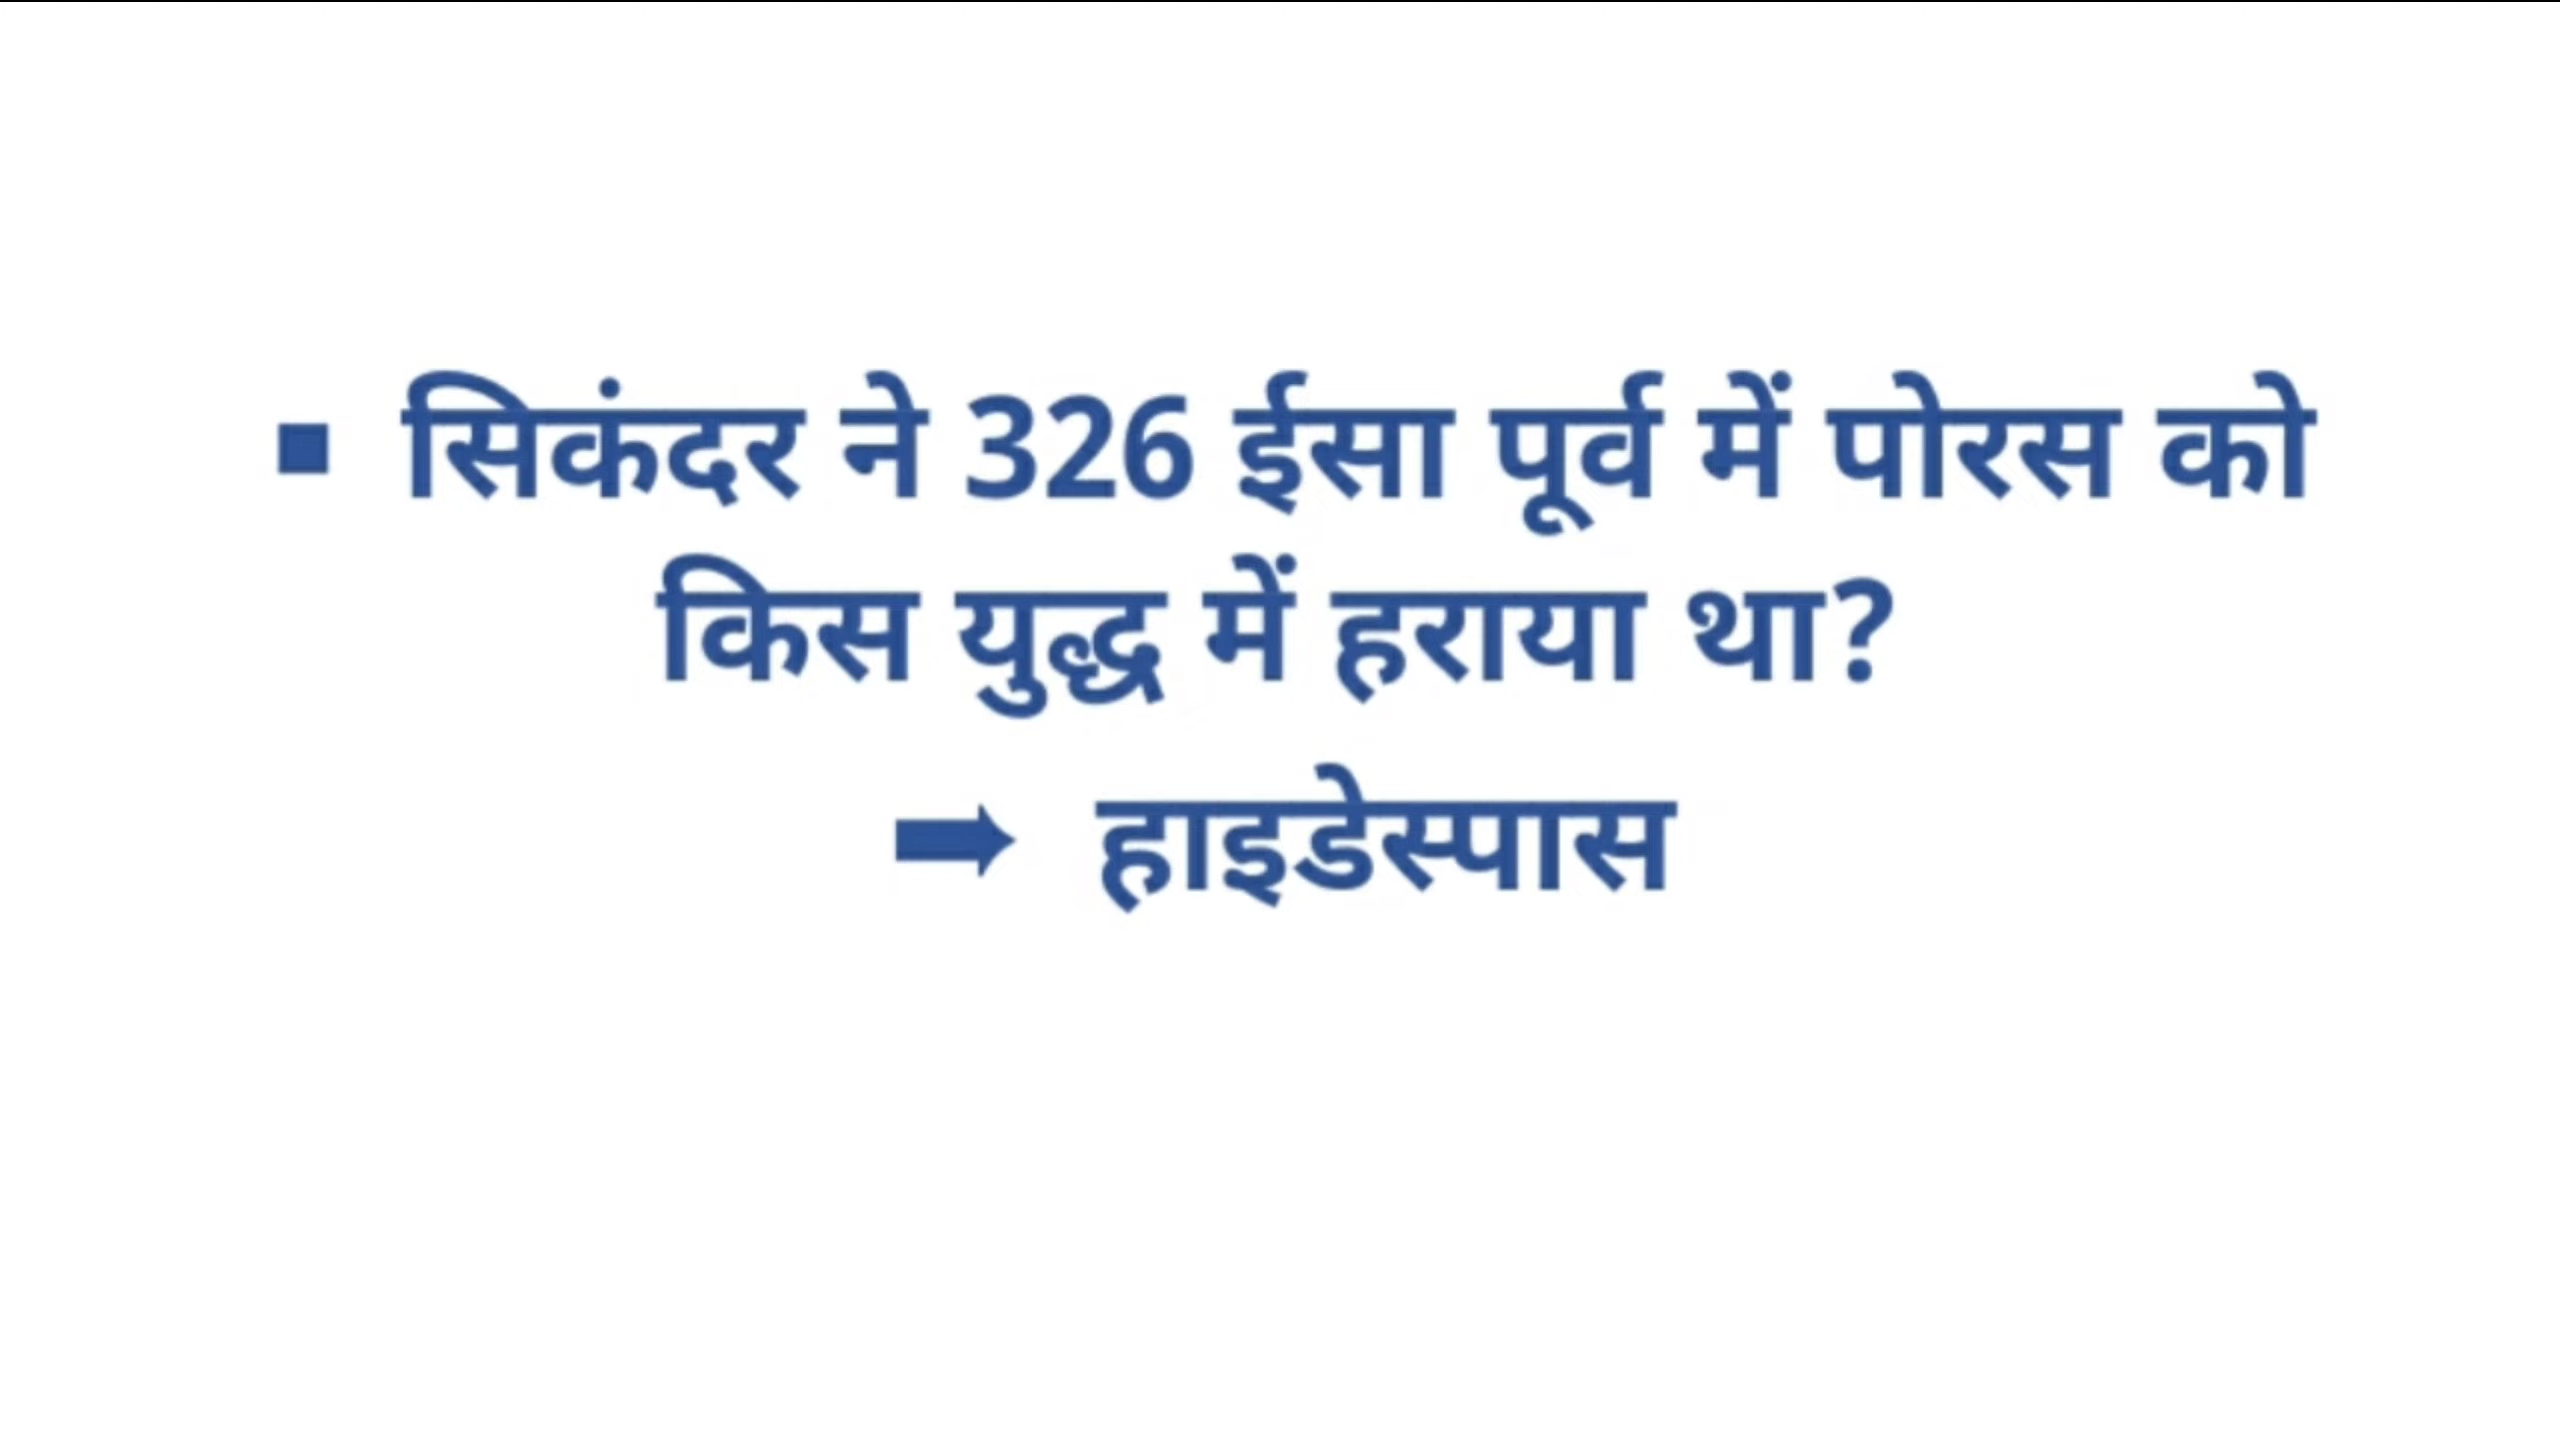 ▪ सिकंदर ने 326 ईसा पूर्व में पोरस को
किस युद्ध में हराया था?
➡ हाइडेस्पास